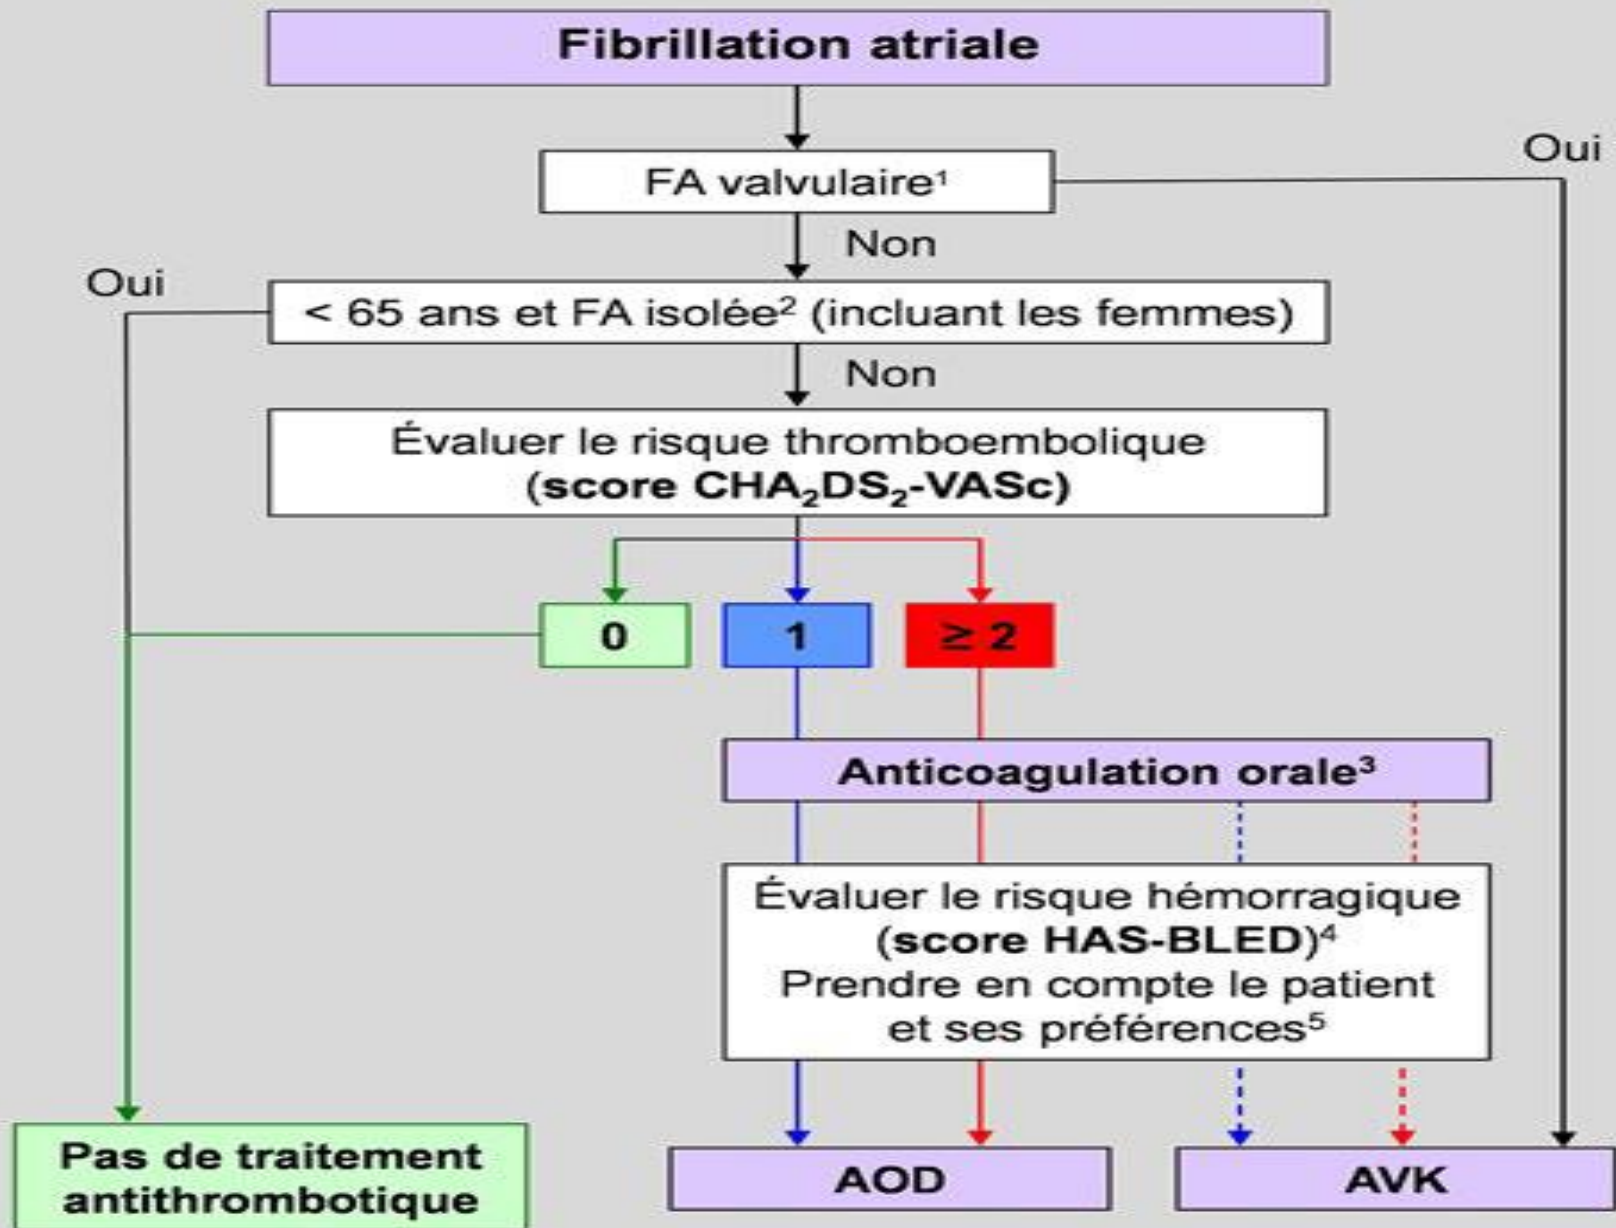 Fibrillation atriale
Oui
FA valvulaire¹
Non
Oui
< 65 ans et FA isolée² (incluant les femmes)
Non
Évaluer le risque thromboembolique
(score CHA₂DS₂-VASc)
0
1
≥ 2
Anticoagulation orale³
Évaluer le risque hémorragique
(score HAS-BLED)⁴
Prendre en compte le patient
et ses préférences⁵
Pas de traitement
antithrombotique
AOD
AVK